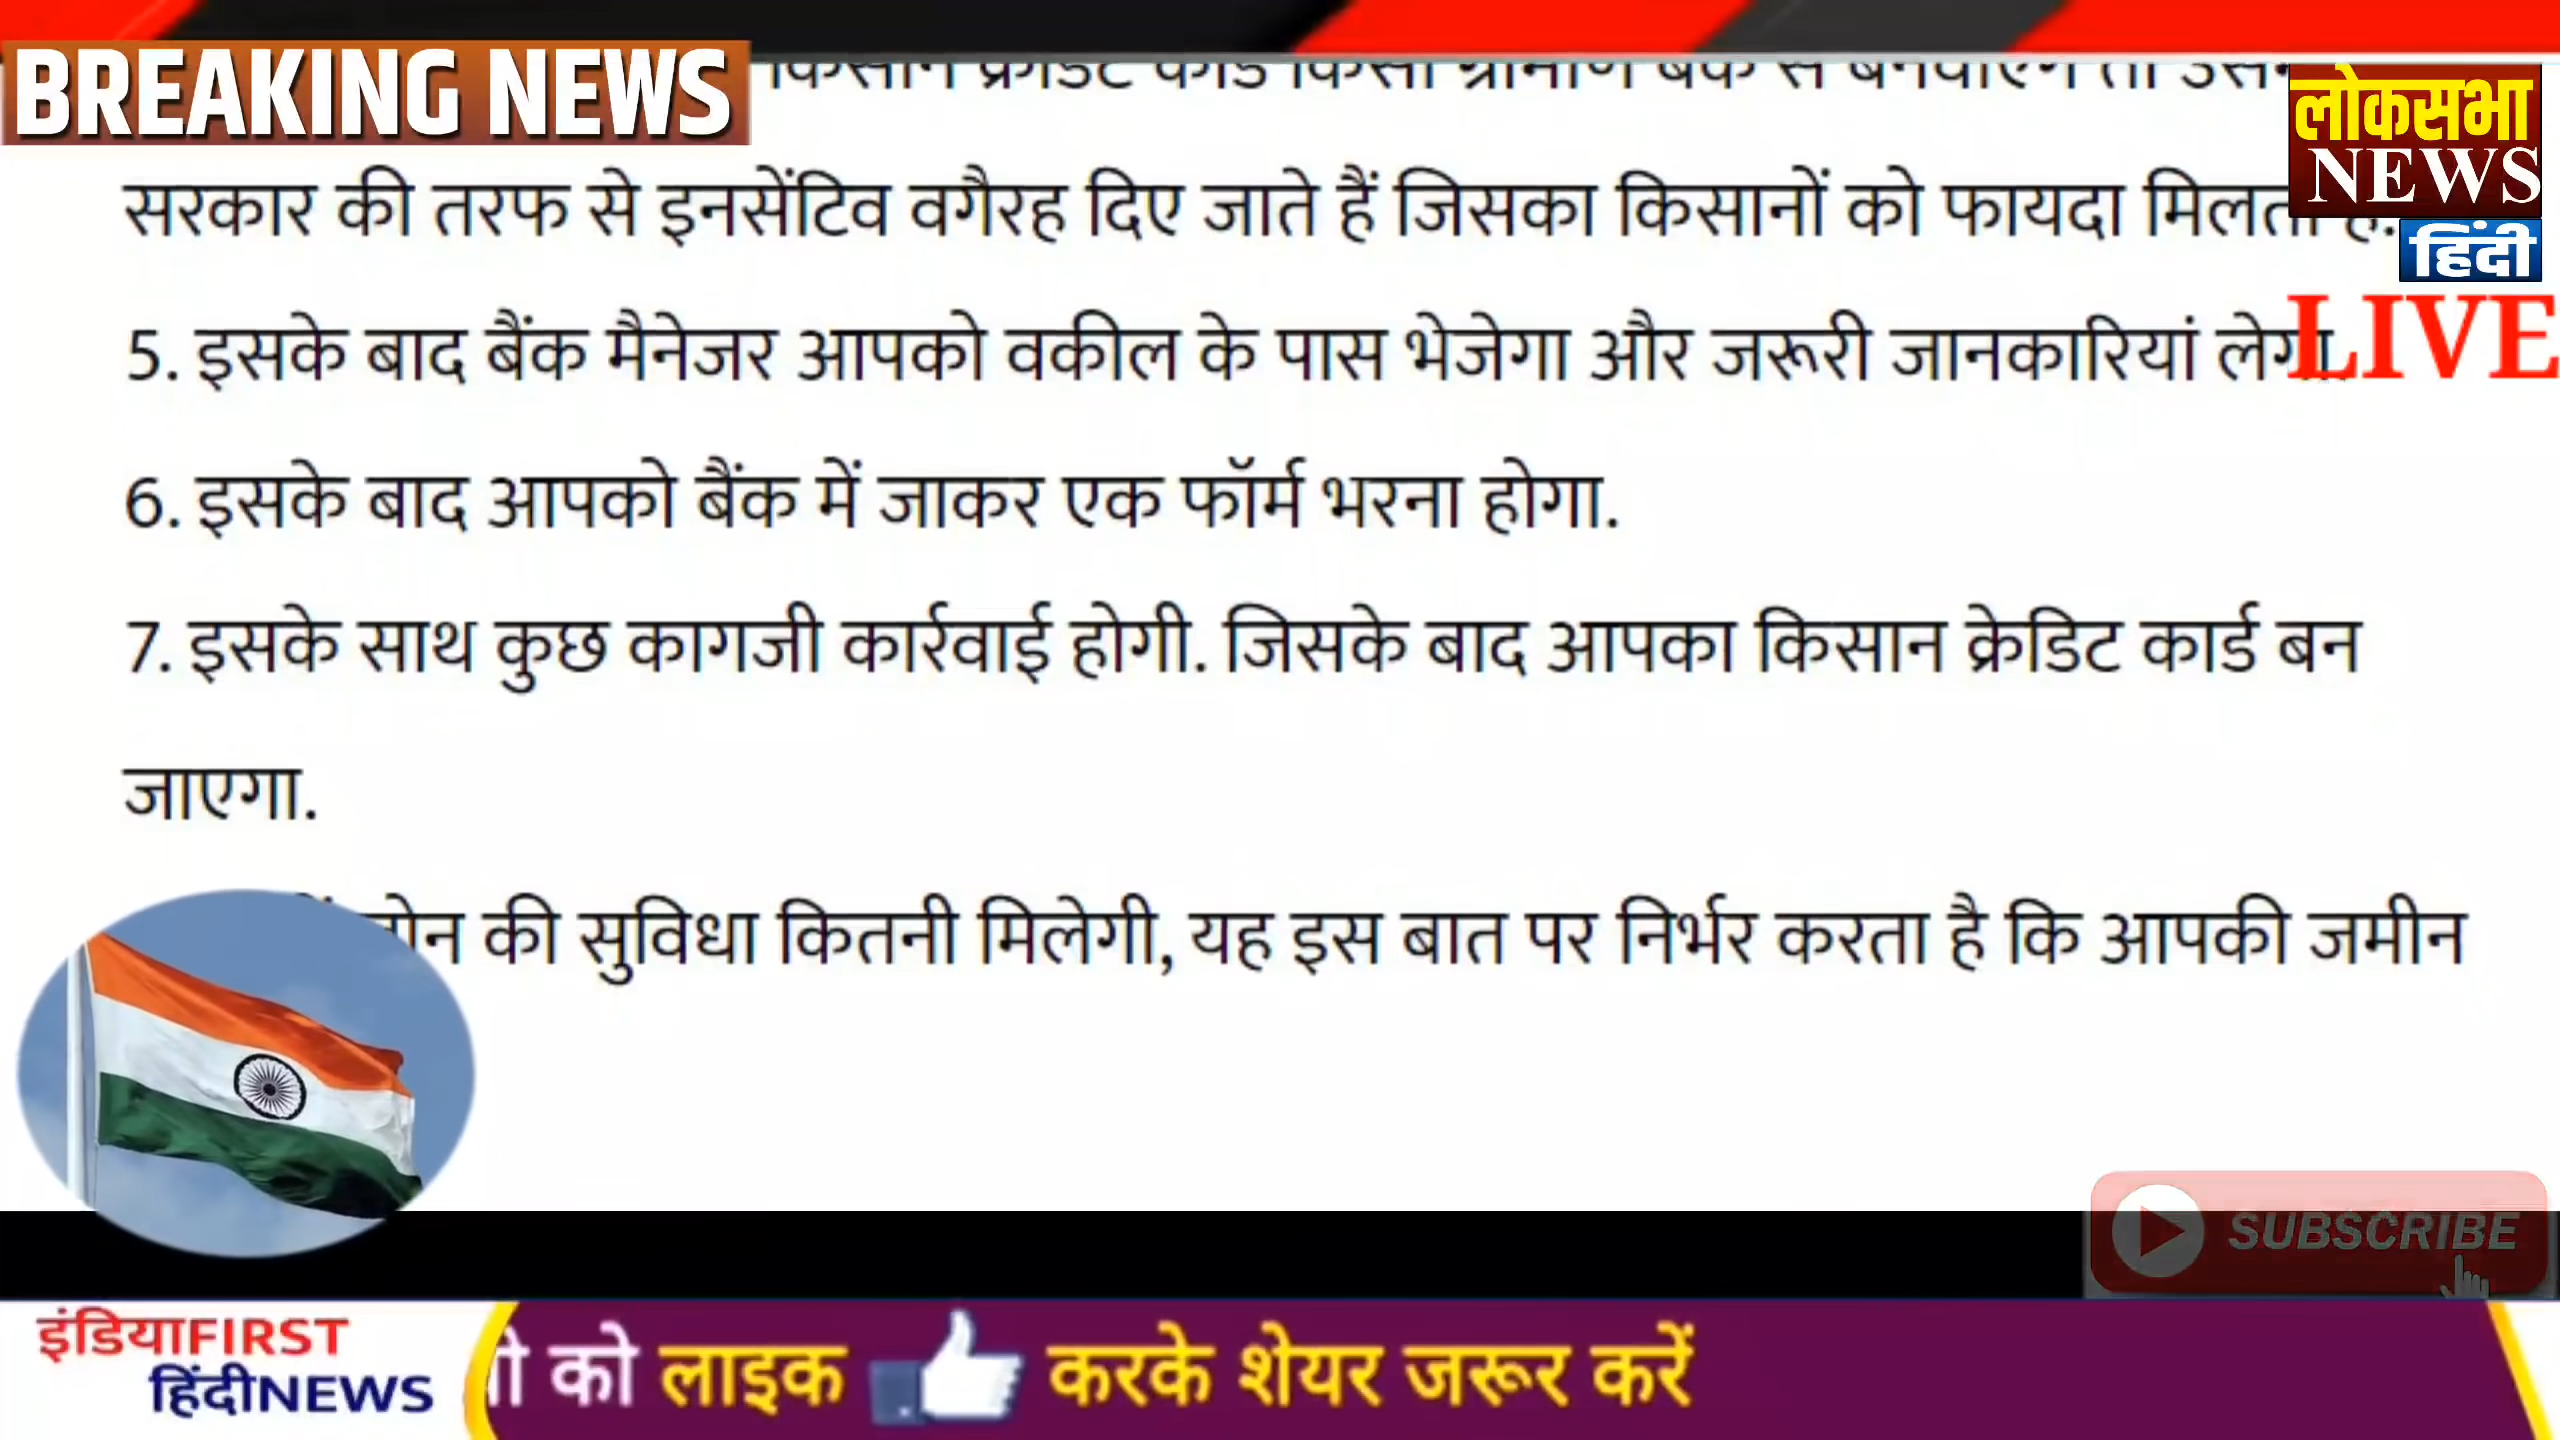 BREAKING NEWS
किसान क्रेडिट कार्ड किसी ग्रामीण बैंक से बनवाएंगे तो
लोकसभा
NEWS
हिंदी
LIVE
सरकार की तरफ से इनसेंटिव वगैरह दिए जाते हैं जिसका किसानों को फायदा मिलता है.
5. इसके बाद बैंक मैनेजर आपको वकील के पास भेजेगा और जरूरी जानकारियां लेगा.
6. इसके बाद आपको बैंक में जाकर एक फॉर्म भरना होगा.
7. इसके साथ कुछ कागजी कार्रवाई होगी. जिसके बाद आपका किसान क्रेडिट कार्ड बन
जाएगा.
की सुविधा कितनी मिलेगी, यह इस बात पर निर्भर करता है कि आपकी जमीन
SUBSCRIBE
इंडियाFIRST
हिंदीNEWS
को लाइक करके शेयर जरूर करें